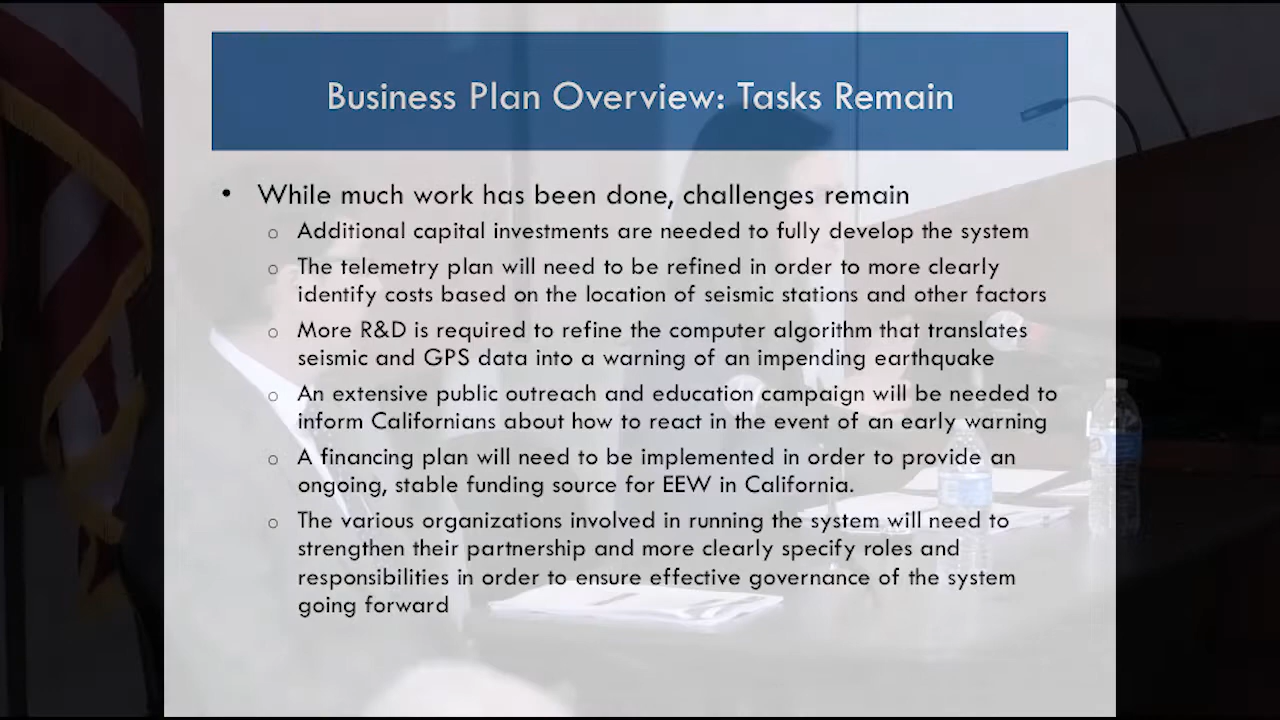 Business Plan Overview: Tasks Remain
• While much work has been done, challenges remain
o Additional capital investments are needed to fully develop the system
o The telemetry plan will need to be refined in order to more clearly
identify costs based on the location of seismic stations and other factors
o More R&D is required to refine the computer algorithm that translates
seismic and GPS data into a warning of an impending earthquake
o An extensive public outreach and education campaign will be needed to
inform Californians about how to react in the event of an early warning
o A financing plan will need to be implemented in order to provide an
ongoing, stable funding source for EEW in California.
o The various organizations involved in running the system will need to
strengthen their partnership and more clearly specify roles and
responsibilities in order to ensure effective governance of the system
going forward